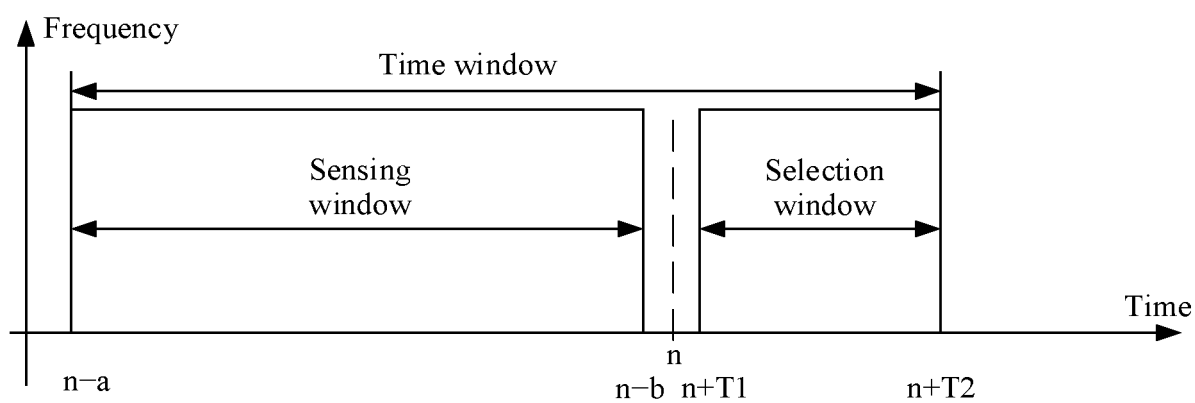 Frequency
Time window
Sensing
window
Selection
window
Time
n
n−a
n−b
n+T1
n+T2